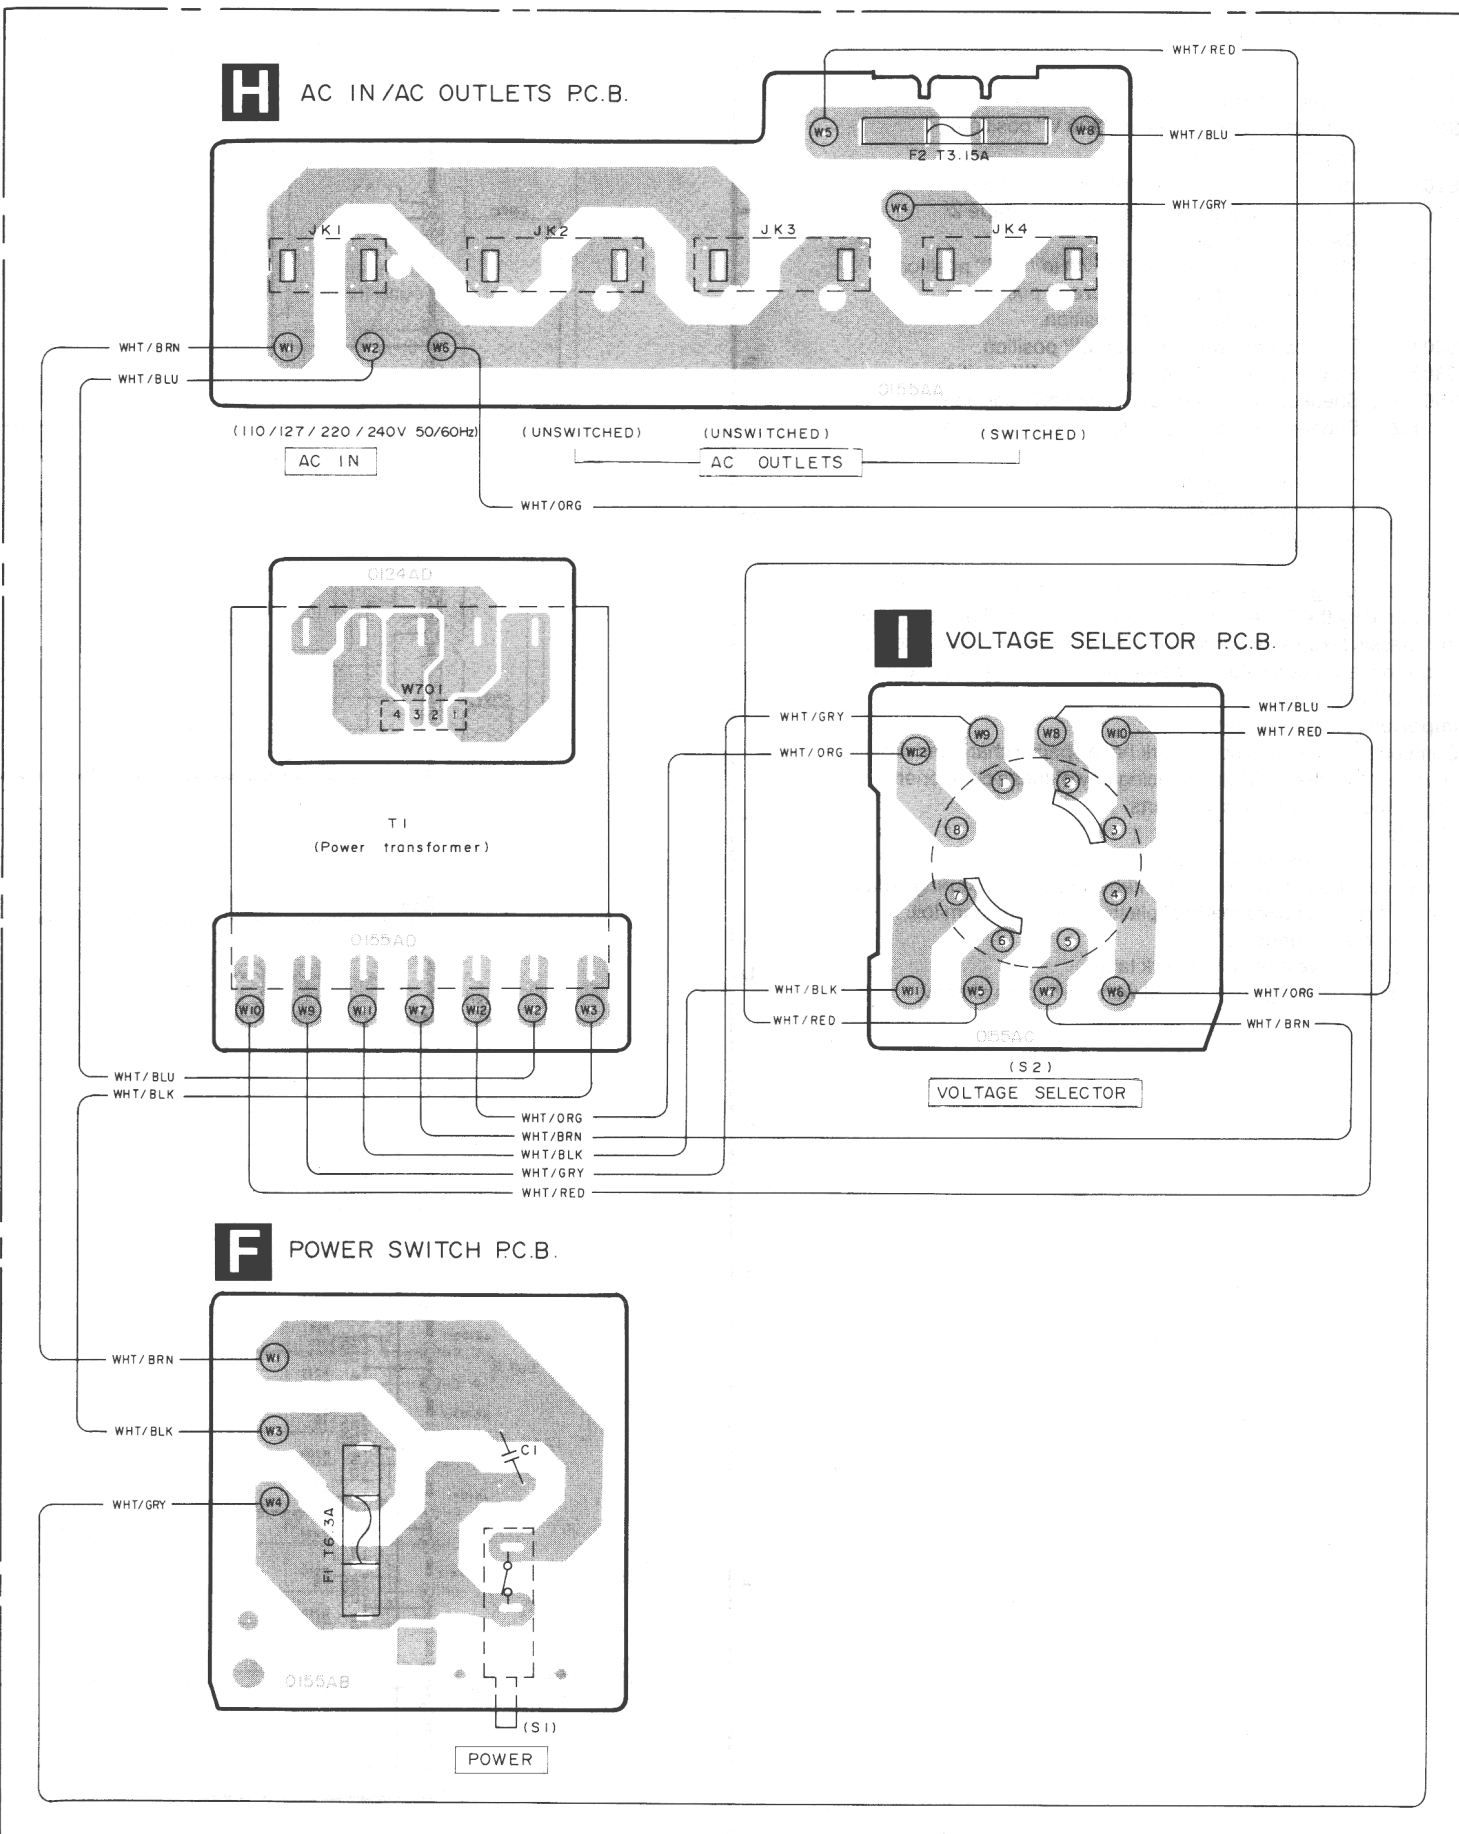 WHT/RED
H AC IN/AC OUTLETS P.C.B.
W5
W8
WHT/BLU
F2 T3.15A
W4
WHT/GRY
JK1
JK2
JK3
JK4
WHT/BRN
W1
W2
W6
WHT/BLU
0155AA
(110/127/220/240V 50/60Hz)
(UNSWITCHED)
(UNSWITCHED)
(SWITCHED)
AC IN
AC OUTLETS
WHT/ORG
0124AD
W701
4 3 2 1
T1
(Power transformer)
I VOLTAGE SELECTOR P.C.B.
WHT/GRY
W9
W8
W10
WHT/BLU
WHT/RED
WHT/ORG
W12
1
2
8
3
7
4
6
5
WHT/BLK
W11
W5
W7
W6
WHT/ORG
WHT/RED
WHT/BRN
0155AC
(S2)
VOLTAGE SELECTOR
0155AD
W10 W9 W11 W7 W12 W2 W3
WHT/BLU
WHT/BLK
WHT/ORG
WHT/BRN
WHT/BLK
WHT/GRY
WHT/RED
F POWER SWITCH P.C.B.
WHT/BRN
W1
WHT/BLK
W3
C1
WHT/GRY
W4
F1 T6.3A
0155AB
(S1)
POWER